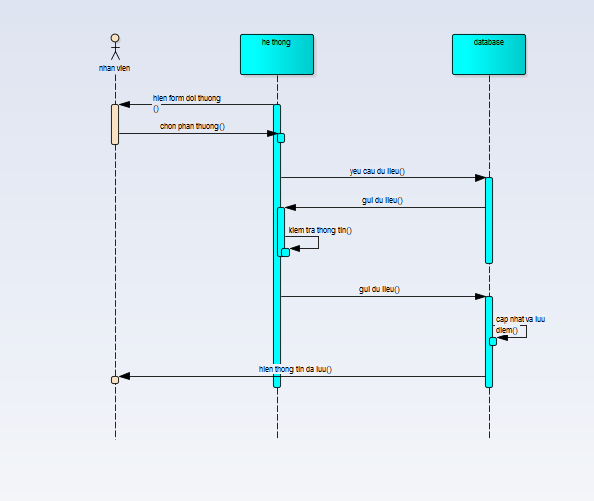 he thong
database
nhan vien
hien form doi thuong
()
chon phan thuong()
yeu cau du lieu()
gui du lieu()
kiem tra thong tin()
gui du lieu()
cap nhat va luu
diem()
hien thong tin da luu()